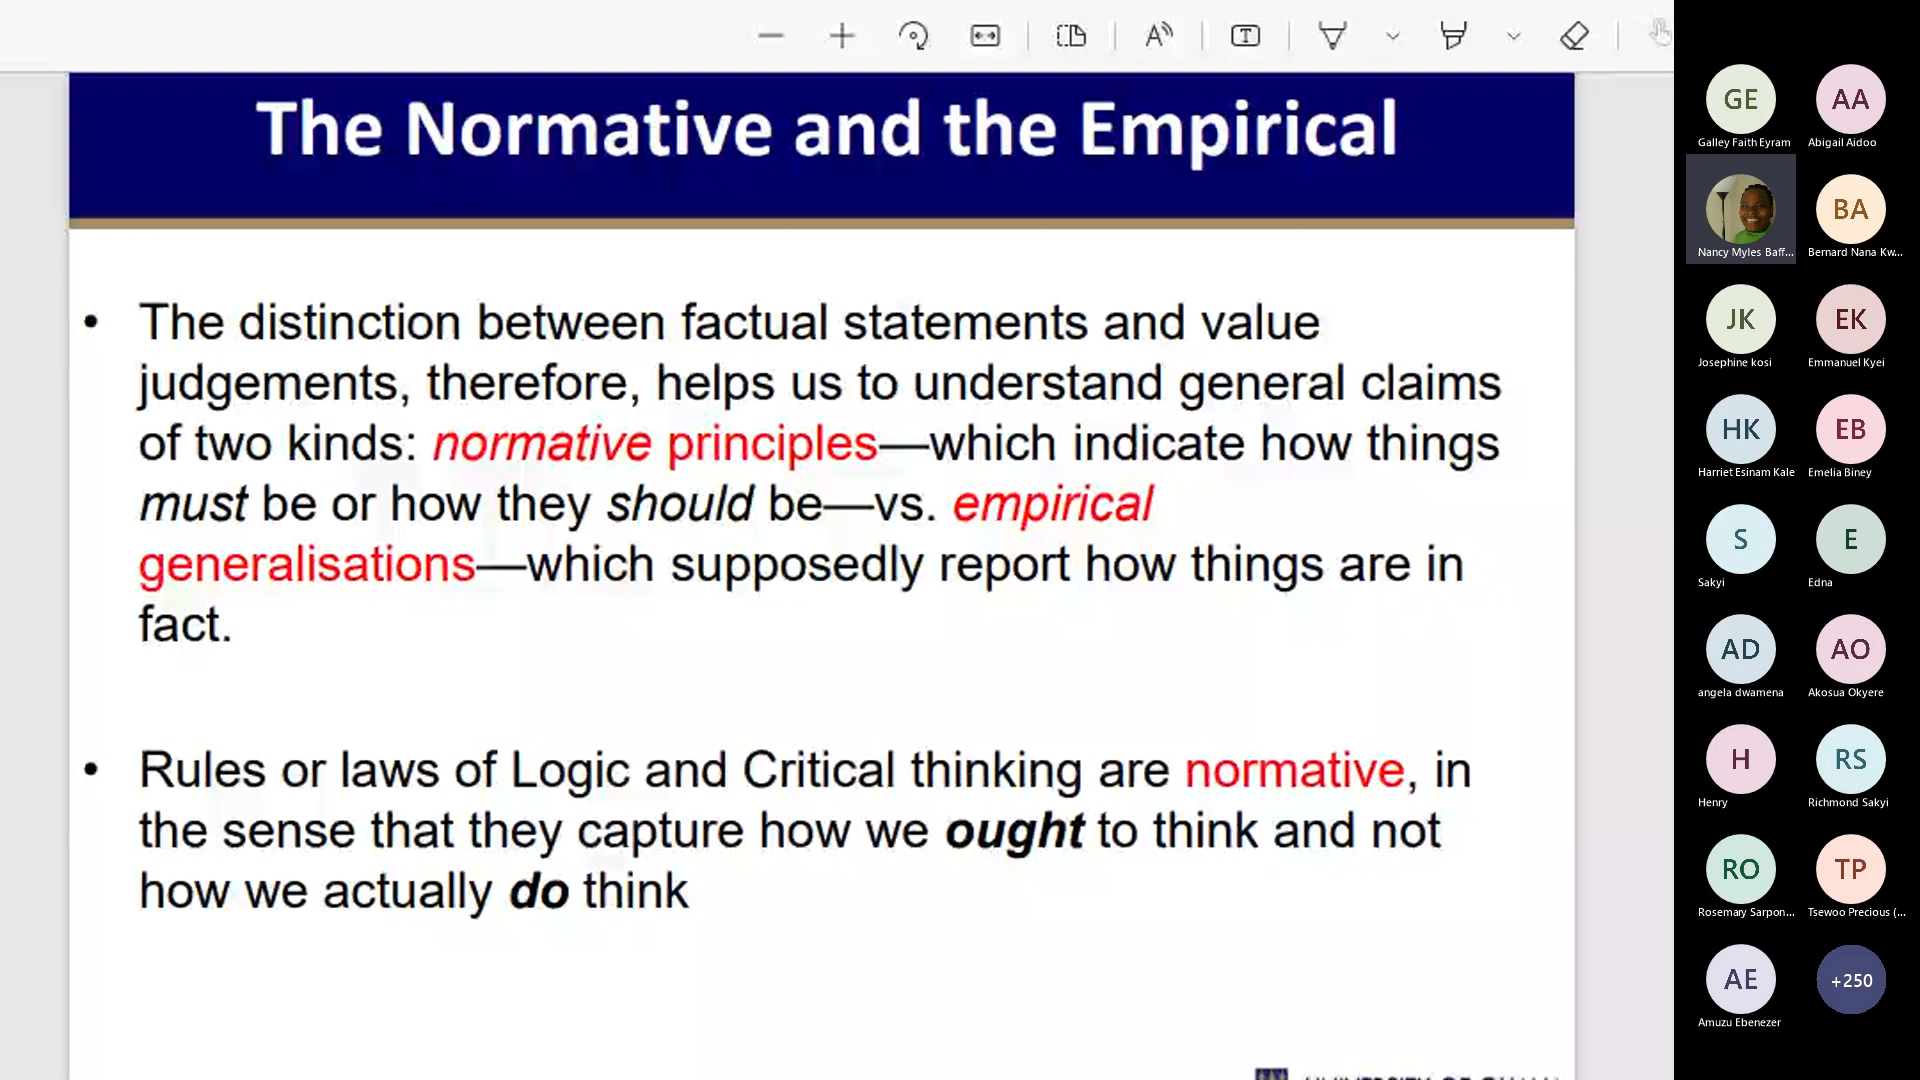 The Normative and the Empirical
• The distinction between factual statements and value
judgements, therefore, helps us to understand general claims
of two kinds: normative principles—which indicate how things
must be or how they should be—vs. empirical
generalisations—which supposedly report how things are in
fact.
• Rules or laws of Logic and Critical thinking are normative, in
the sense that they capture how we ought to think and not
how we actually do think
GE AA
Galley Faith Eyram Abigail Aidoo
BA
Nancy Myles Baff... Bernard Nana Kw...
JK EK
Josephine kosi Emmanuel Kyei
HK EB
Harriet Esinam Kale Emelia Biney
S E
Sakyi Edna
AD AO
angela dwamena Akosua Okyere
H RS
Henry Richmond Sakyi
RO TP
Rosemary Sarpon... Tsewoo Precious (...
AE +250
Amuzu Ebenezer